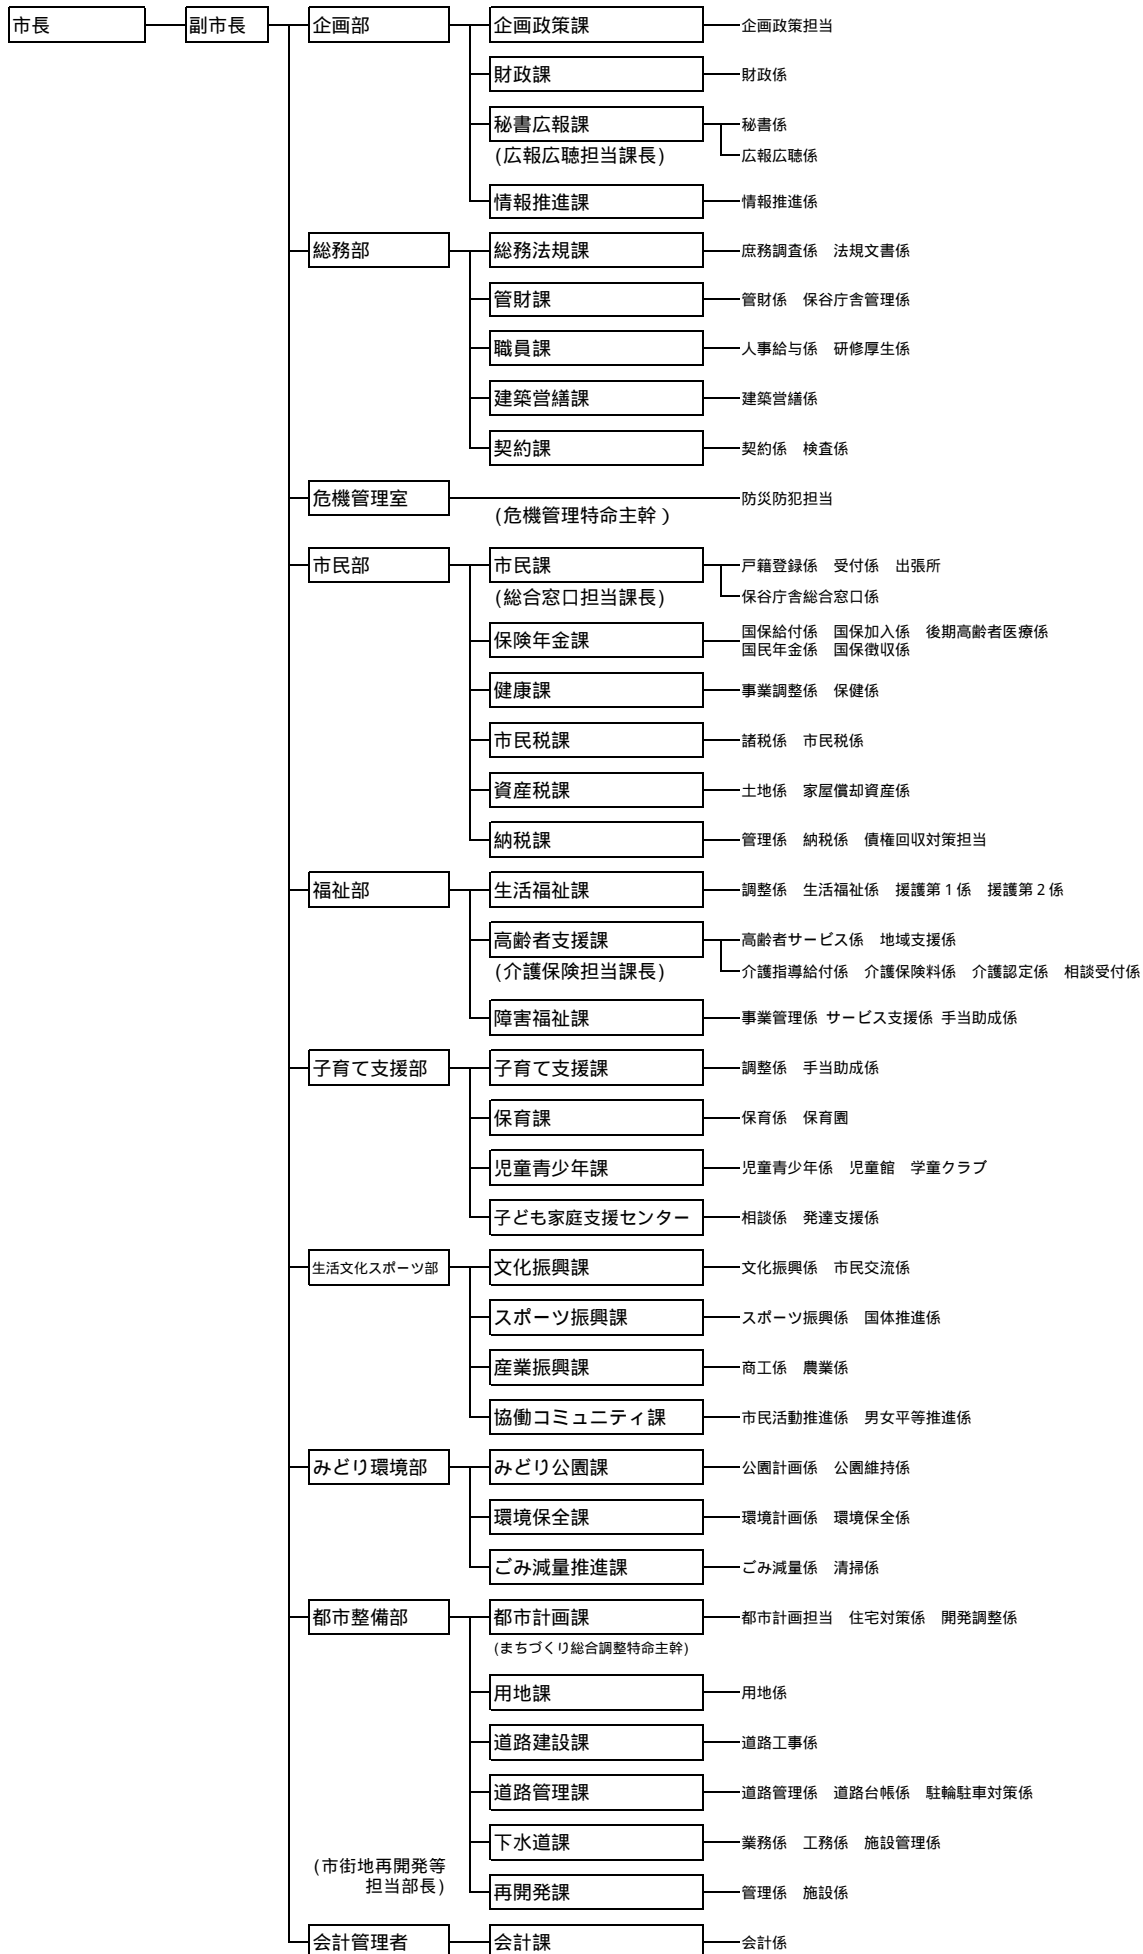 市長 副市長 企画部 企画政策課 企画政策担当
財政課 財政係
秘書広報課 秘書係
(広報広聴担当課長) 広報広聴係
情報推進課 情報推進係
総務部 総務法規課 庶務調査係 法規文書係
管財課 管財係 保谷庁舎管理係
職員課 人事給与係 研修厚生係
建築営繕課 建築営繕係
契約課 契約係 検査係
危機管理室 防災防犯担当
(危機管理特命主幹)
市民部 市民課 戸籍登録係 受付係 出張所
(総合窓口担当課長) 保谷庁舎総合窓口係
保険年金課 国保給付係 国保加入係 後期高齢者医療係
国民年金係 国保徴収係
健康課 事業調整係 保健係
市民税課 諸税係 市民税係
資産税課 土地係 家屋償却資産係
納税課 管理係 納税係 債権回収対策担当
福祉部 生活福祉課 調整係 生活福祉係 援護第1係 援護第2係
高齢者支援課 高齢者サービス係 地域支援係
(介護保険担当課長) 介護指導給付係 介護保険料係 介護認定係 相談受付係
障害福祉課 事業管理係 サービス支援係 手当助成係
子育て支援部 子育て支援課 調整係 手当助成係
保育課 保育係 保育園
児童青少年課 児童青少年係 児童館 学童クラブ
子ども家庭支援センター 相談係 発達支援係
生活文化スポーツ部 文化振興課 文化振興係 市民交流係
スポーツ振興課 スポーツ振興係 国体推進係
産業振興課 商工係 農業係
協働コミュニティ課 市民活動推進係 男女平等推進係
みどり環境部 みどり公園課 公園計画係 公園維持係
環境保全課 環境計画係 環境保全係
ごみ減量推進課 ごみ減量係 清掃係
都市整備部 都市計画課 都市計画担当 住宅対策係 開発調整係
(まちづくり総合調整特命主幹)
用地課 用地係
道路建設課 道路工事係
道路管理課 道路管理係 道路台帳係 駐輪駐車対策係
下水道課 業務係 工務係 施設管理係
(市街地再開発等
担当部長) 再開発課 管理係 施設係
会計管理者 会計課 会計係